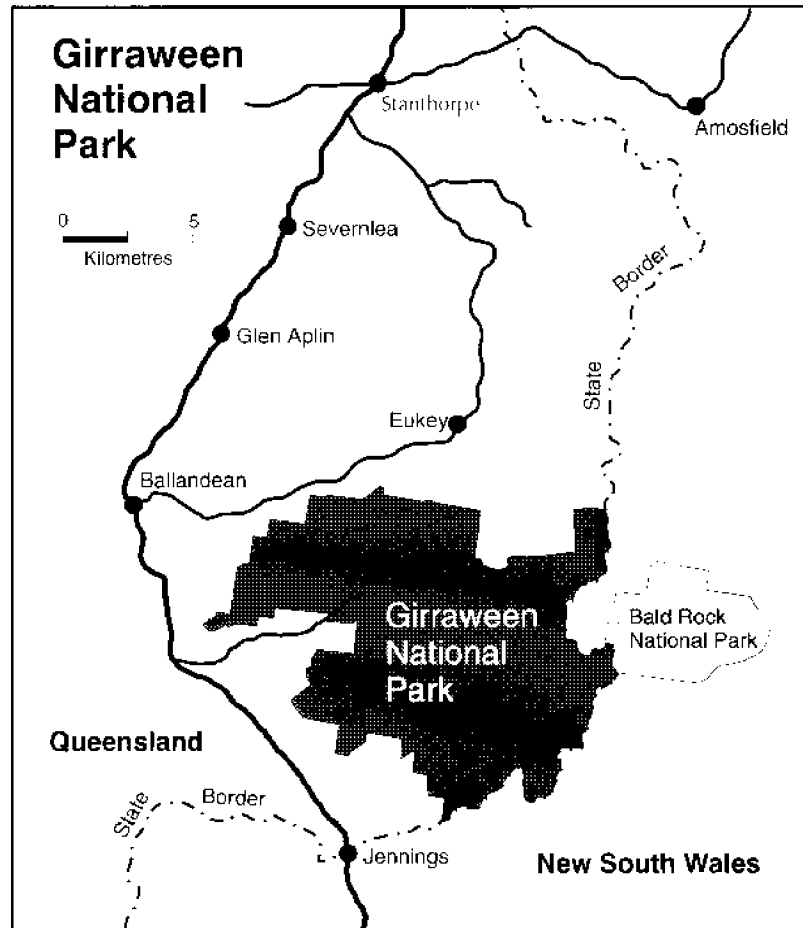 Girraween
National
Park
Stanthorpe
Amosfield
0 5
Kilometres
Severnlea
Border
Glen Aplin
State
Eukey
Ballandean
Girraween
National
Park
Bald Rock
National Park
Queensland
State
Border
Jennings
New South Wales